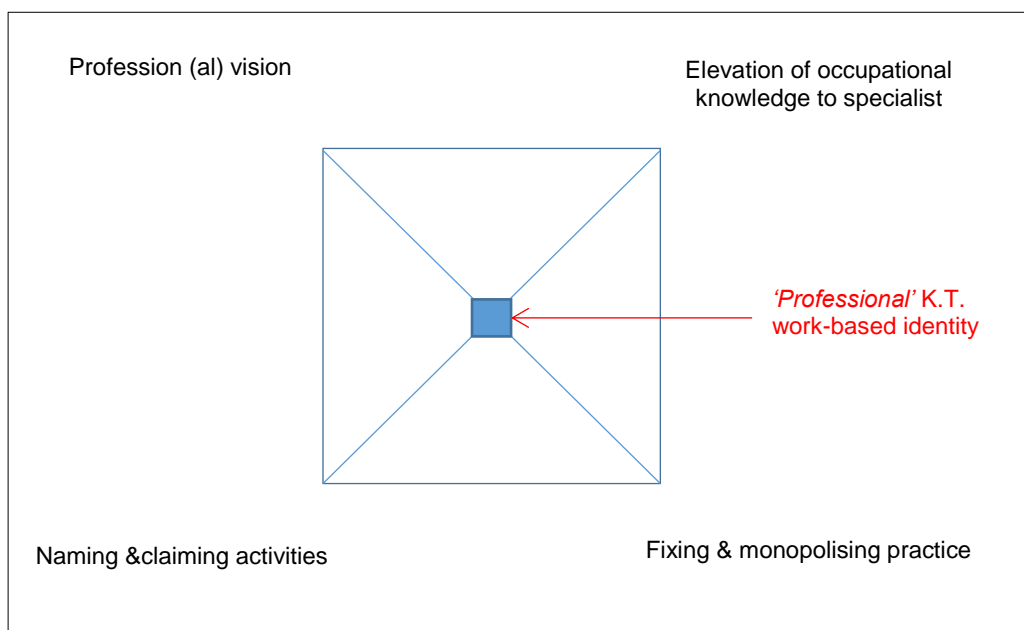 Profession (al) vision
Elevation of occupational
knowledge to specialist
‘Professional’ K.T.
work-based identity
Naming &claiming activities
Fixing & monopolising practice